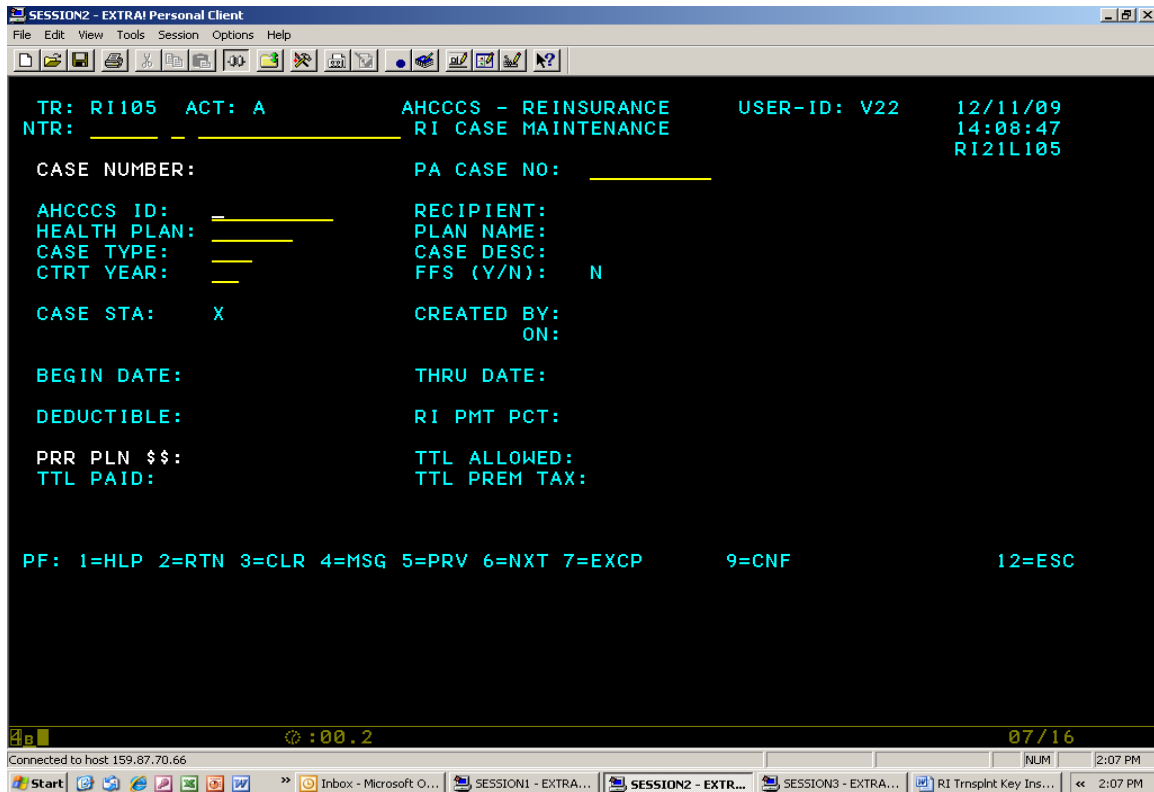 SESSION2 - EXTRA! Personal Client
File Edit View Tools Session Options Help
TR: RI105 ACT: A AHCCCS - REINSURANCE USER-ID: V22 12/11/09
NTR: RI CASE MAINTENANCE 14:08:47
RI21L105
CASE NUMBER: PA CASE NO:
AHCCCS ID: RECIPIENT:
HEALTH PLAN: PLAN NAME:
CASE TYPE: CASE DESC:
CTRT YEAR: FFS (Y/N): N
CASE STA: X CREATED BY:
ON:
BEGIN DATE: THRU DATE:
DEDUCTIBLE: RI PMT PCT:
PRR PLN $$: TTL ALLOWED:
TTL PAID: TTL PREM TAX:
PF: 1=HLP 2=RTN 3=CLR 4=MSG 5=PRV 6=NXT 7=EXCP 9=CNF 12=ESC
4B :00.2 07/16
Connected to host 159.87.70.66 NUM 2:07 PM
Start » Inbox - Microsoft O... SESSION1 - EXTRA... SESSION2 - EXTR... SESSION3 - EXTRA... RI Trnsplnt Key Ins... « 2:07 PM